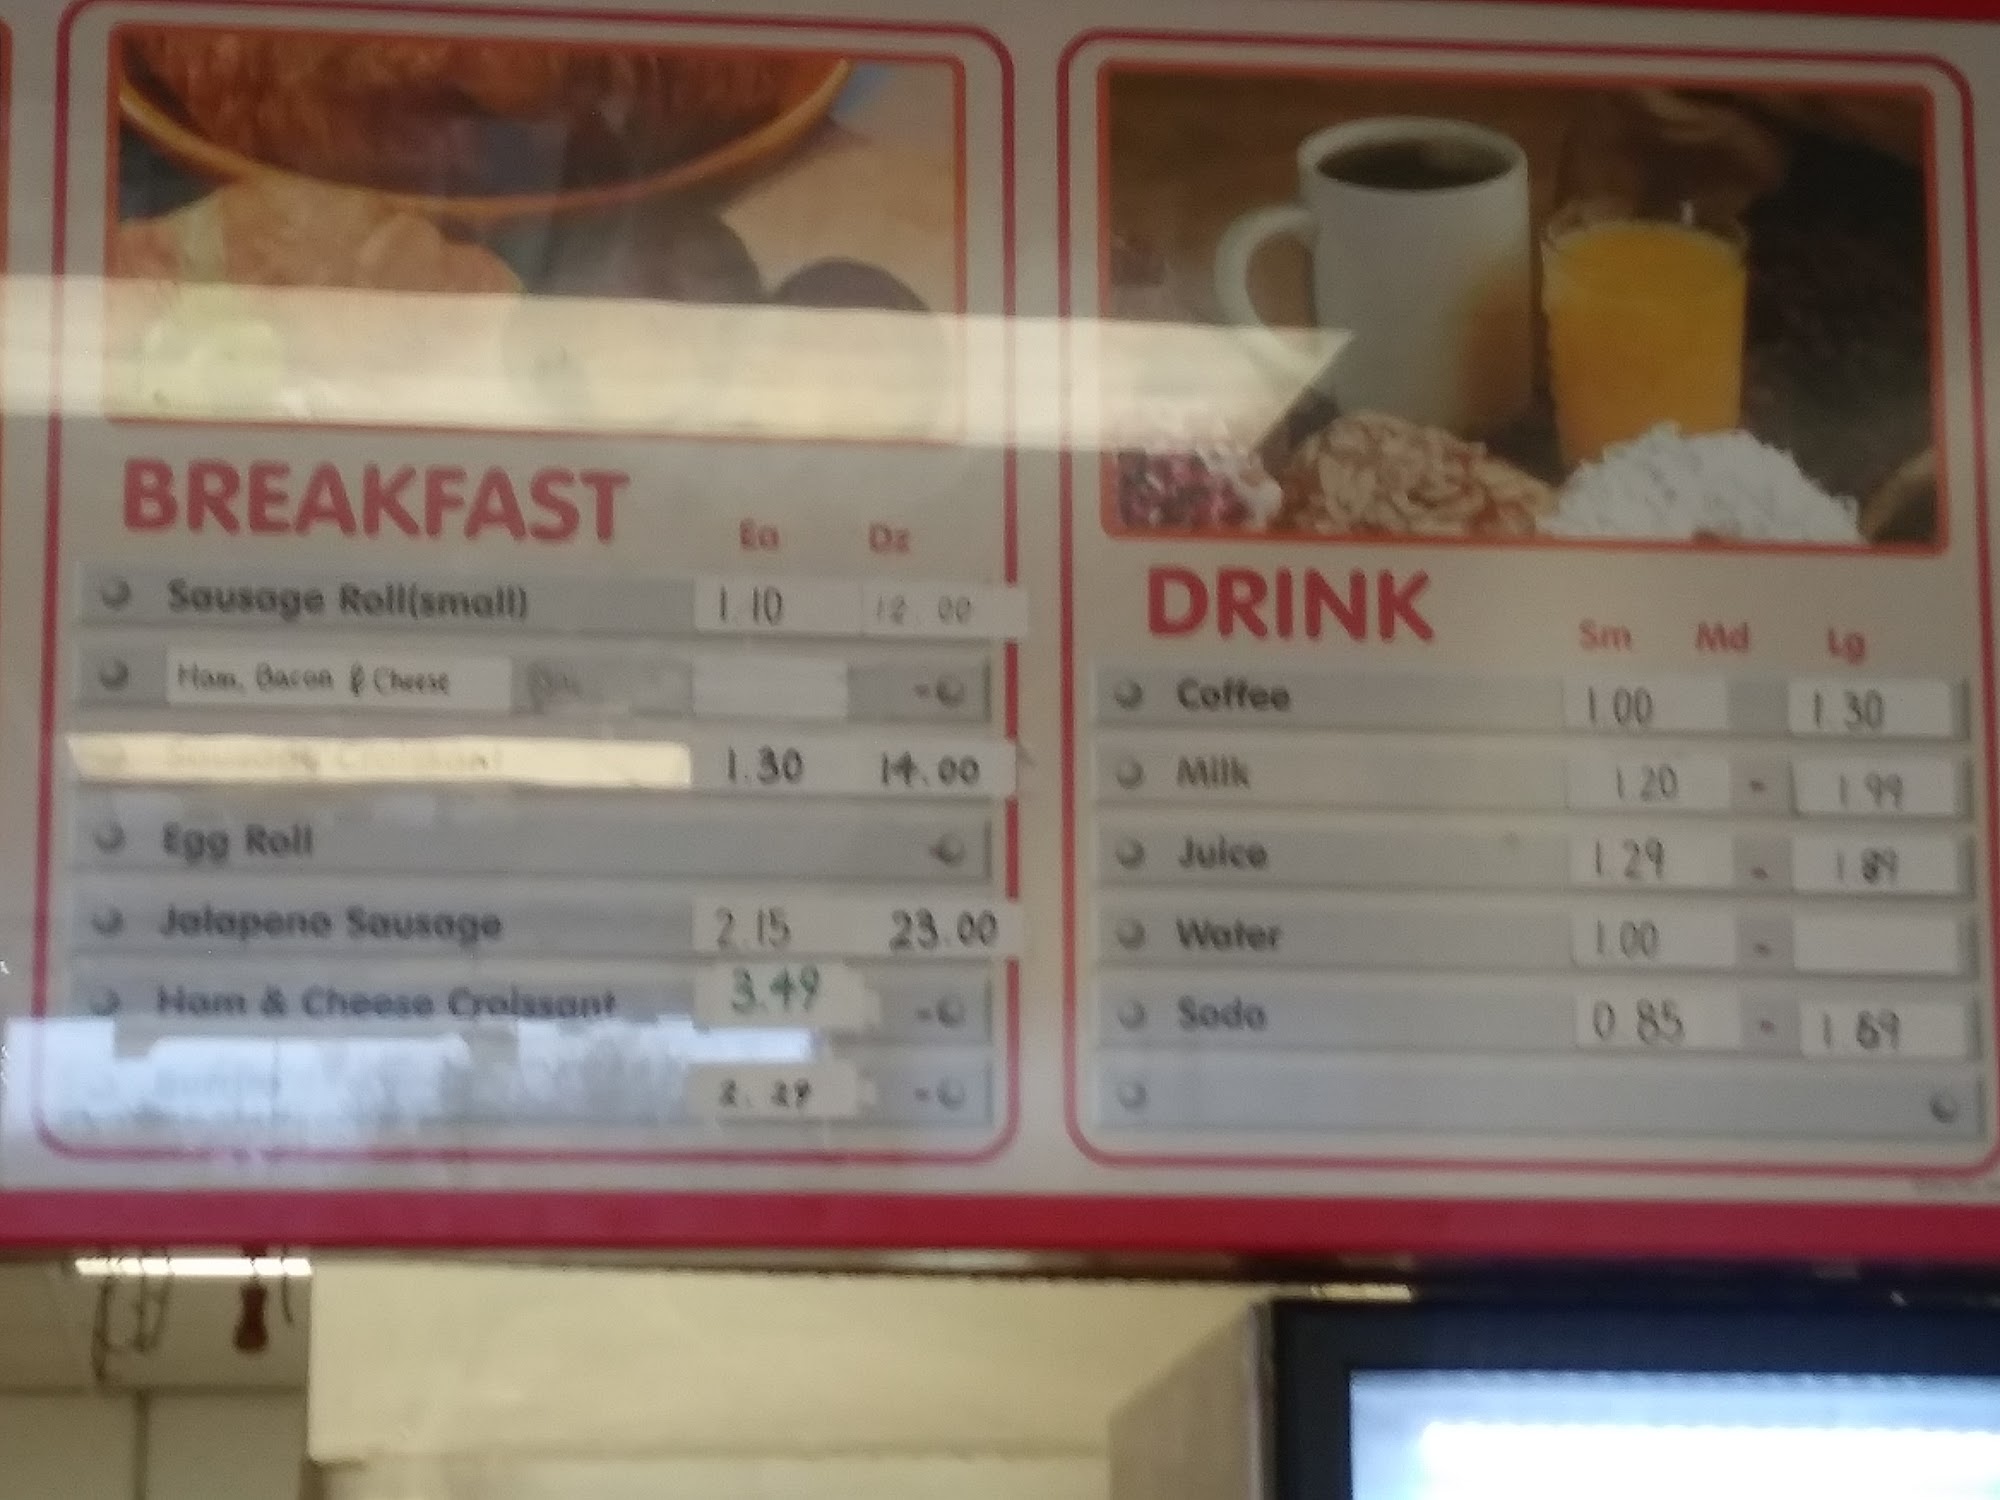 BREAKFAST Ea Dz
Sausage Roll(small) 1.10 12.00
Ham, Bacon & Cheese
Sausage Croissant 1.30 14.00
Egg Roll
Jalapeno Sausage 2.15 23.00
Ham & Cheese Croissant 3.49
DRINK Sm Md Lg
Coffee 1.00 1.30
Milk 1.20 - 1.99
Juice 1.29 - 1.89
Water 1.00 -
Soda 0.85 -